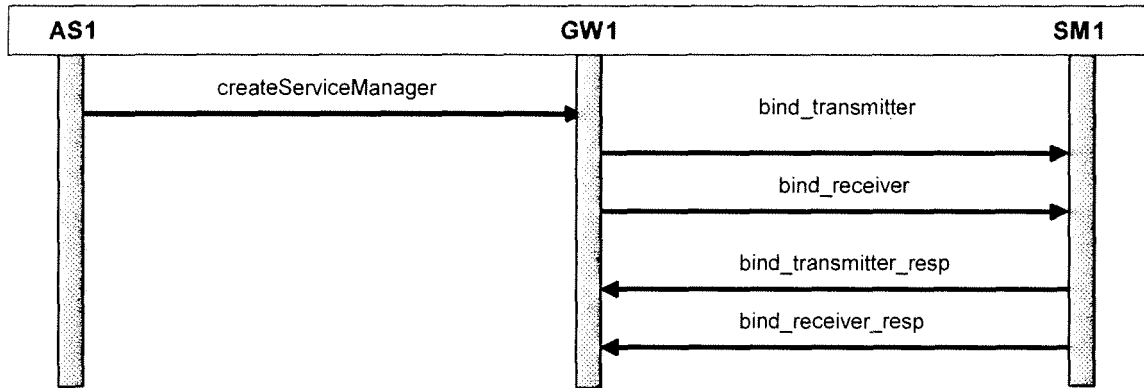 AS1 GW1 SM1
createServiceManager
bind_transmitter
bind_receiver
bind_transmitter_resp
bind_receiver_resp